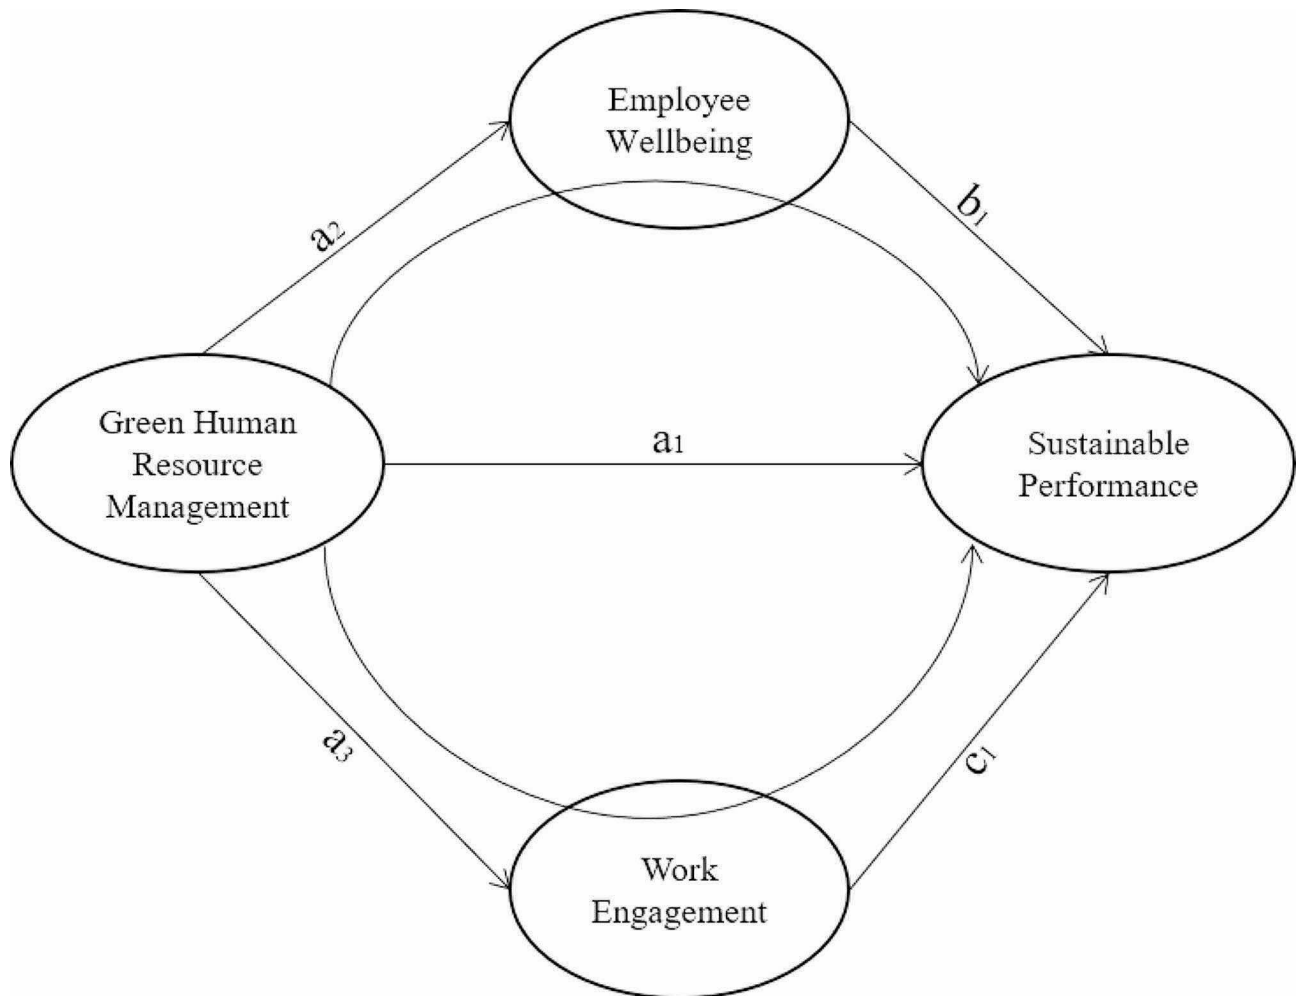 Employee
Wellbeing
a2
b1
Green Human
Resource
Management
a1
Sustainable
Performance
a3
c1
Work
Engagement